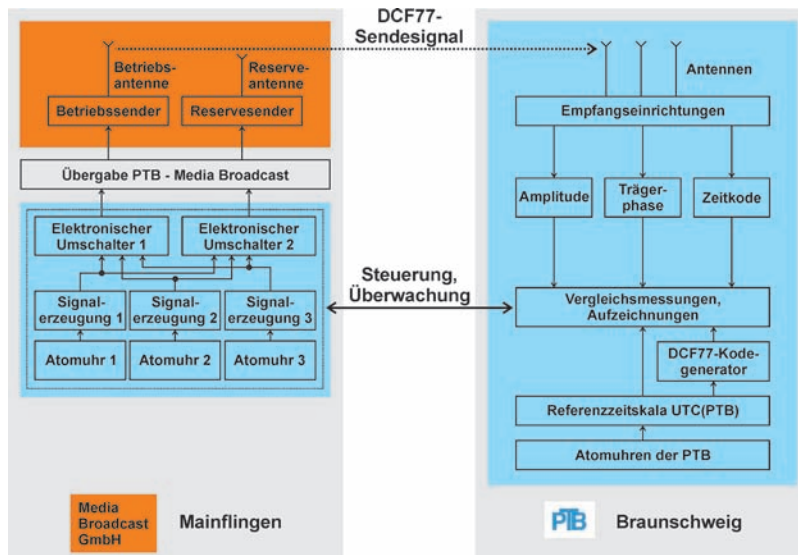 DCF77-
Sendesignal
Betriebs-
antenne
Reserve-
antenne
Betriebssender
Reservesender
Übergabe PTB - Media Broadcast
Elektronischer
Umschalter 1
Elektronischer
Umschalter 2
Signal-
erzeugung 1
Signal-
erzeugung 2
Signal-
erzeugung 3
Atomuhr 1
Atomuhr 2
Atomuhr 3
Media
Broadcast
GmbH
Mainflingen
Steuerung,
Überwachung
Antennen
Empfangseinrichtungen
Amplitude
Träger-
phase
Zeitkode
Vergleichsmessungen,
Aufzeichnungen
DCF77-Kode-
generator
Referenzzeitskala UTC(PTB)
Atomuhren der PTB
PTB
Braunschweig